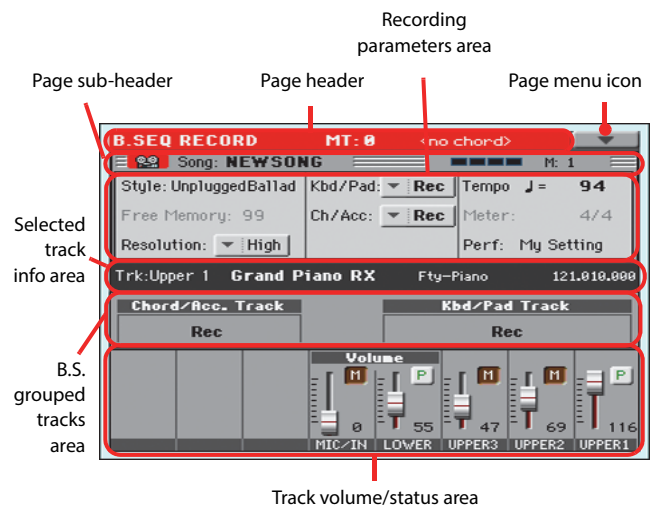 Recording
parameters area
Page sub-header
Page header
Page menu icon
B.SEQ RECORD MT:0 <no chord>
Song: NEWSONG M: 1
Style: UnpluggedBallad Kbd/Pad: Rec Tempo ♩= 94
Free Memory: 99 Ch/Acc: Rec Meter: 4/4
Resolution: High Perf: My Setting
Selected
track
info area
Trk:Upper 1 Grand Piano RX Fty-Piano 121.010.000
Chord/Acc. Track Kbd/Pad Track
Rec Rec
B.S.
grouped
tracks
area
Volume
M P M M P
0 55 47 69 116
MIC/IN LOWER UPPER3 UPPER2 UPPER1
Track volume/status area